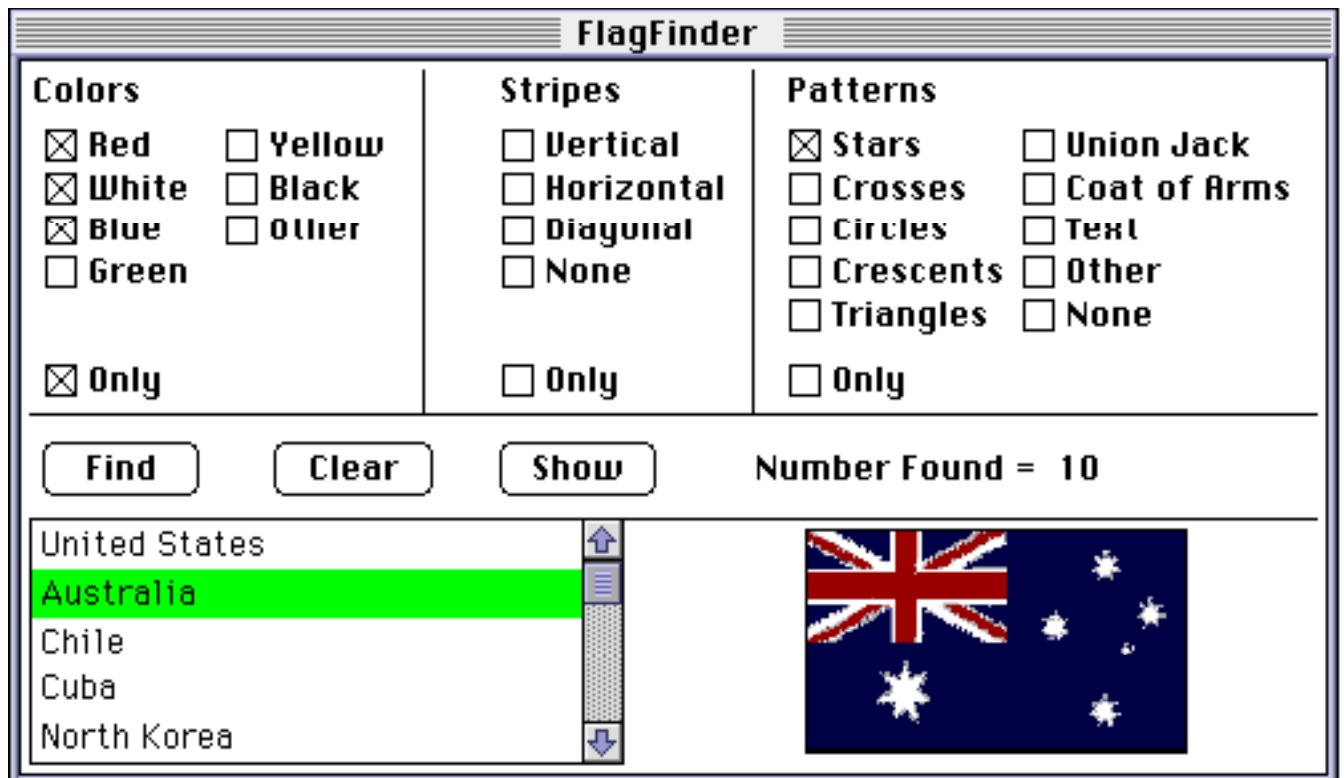 FlagFinder
Colors Stripes Patterns
Red Yellow Vertical Stars Union Jack
White Black Horizontal Crosses Coat of Arms
Blue Other Diagonal Circles Text
Green None Crescents Other
Triangles None
Only Only Only
Find Clear Show Number Found = 10
United States
Australia
Chile
Cuba
North Korea